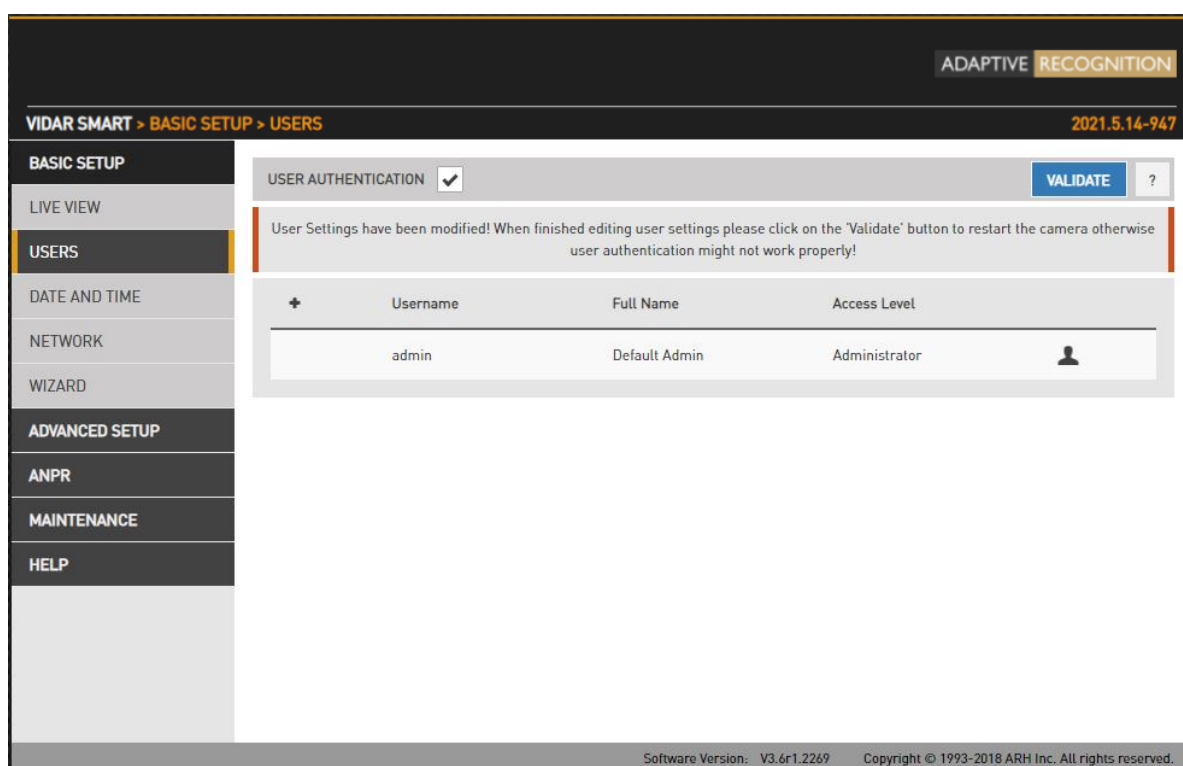 ADAPTIVE RECOGNITION
VIDAR SMART > BASIC SETUP > USERS 2021.5.14-947
BASIC SETUP
LIVE VIEW
USERS
DATE AND TIME
NETWORK
WIZARD
ADVANCED SETUP
ANPR
MAINTENANCE
HELP
USER AUTHENTICATION VALIDATE ?
User Settings have been modified! When finished editing user settings please click on the 'Validate' button to restart the camera otherwise
user authentication might not work properly!
+ Username Full Name Access Level
admin Default Admin Administrator
Software Version: V3.6r1.2269 Copyright © 1993-2018 ARH Inc. All rights reserved.